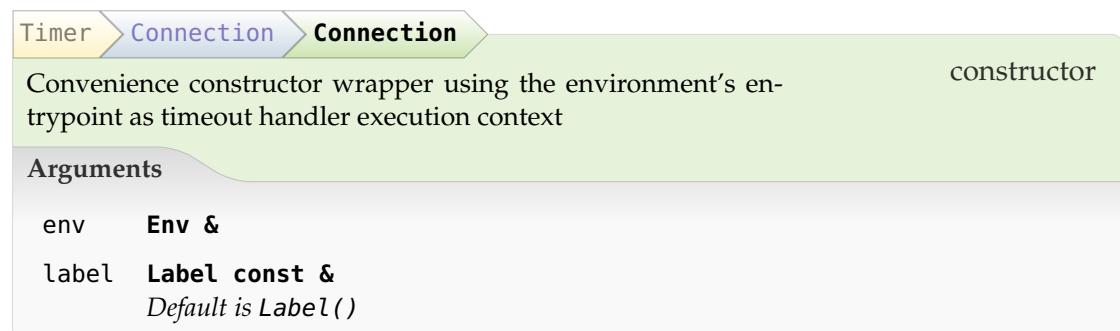 Timer Connection Connection
constructor
Convenience constructor wrapper using the environment's en-
trypoint as timeout handler execution context
Arguments
env Env &
label Label const &
Default is Label()